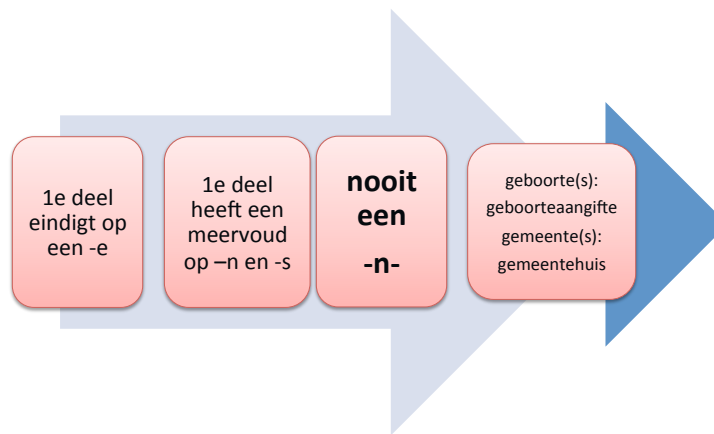 1e deel
eindigt op
een -e
1e deel
heeft een
meervoud
op –n en -s
nooit
een
-n-
geboorte(s):
geboorteaangifte
gemeente(s):
gemeentehuis